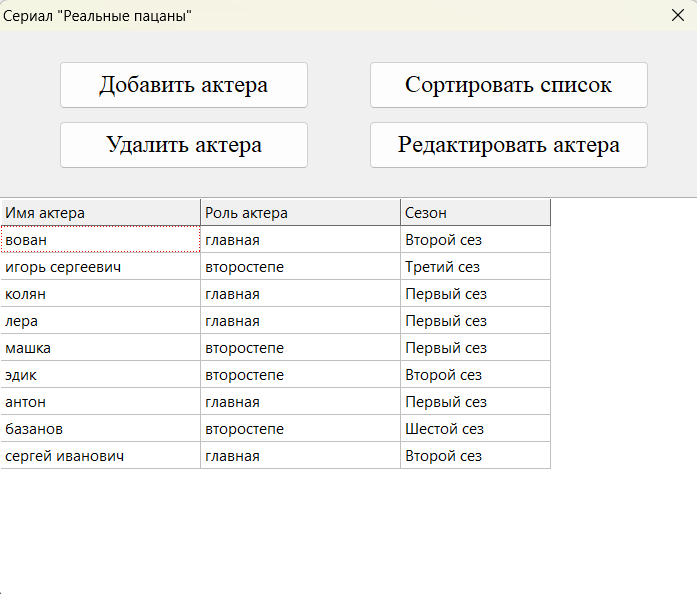 Сериал "Реальные пацаны"
Добавить актера Сортировать список
Удалить актера Редактировать актера
Имя актера Роль актера Сезон
вован главная Второй сез
игорь сергеевич второстепе Третий сез
колян главная Первый сез
лера главная Первый сез
машка второстепе Первый сез
эдик второстепе Второй сез
антон главная Первый сез
базанов второстепе Шестой сез
сергей иванович главная Второй сез